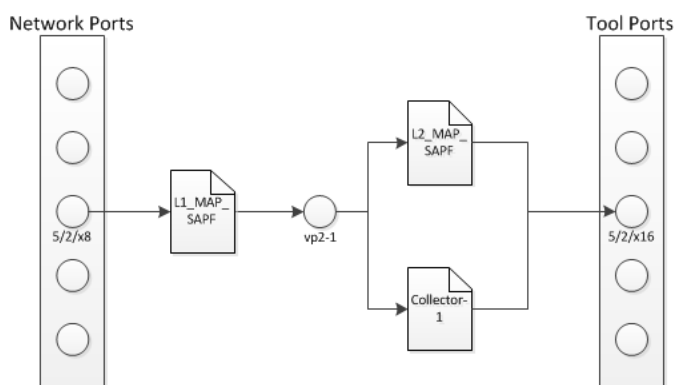 Network Ports
Tool Ports
L2_MAP_
SAPF
L1_MAP_
SAPF
5/2/x8
vp2-1
5/2/x16
Collector-
1